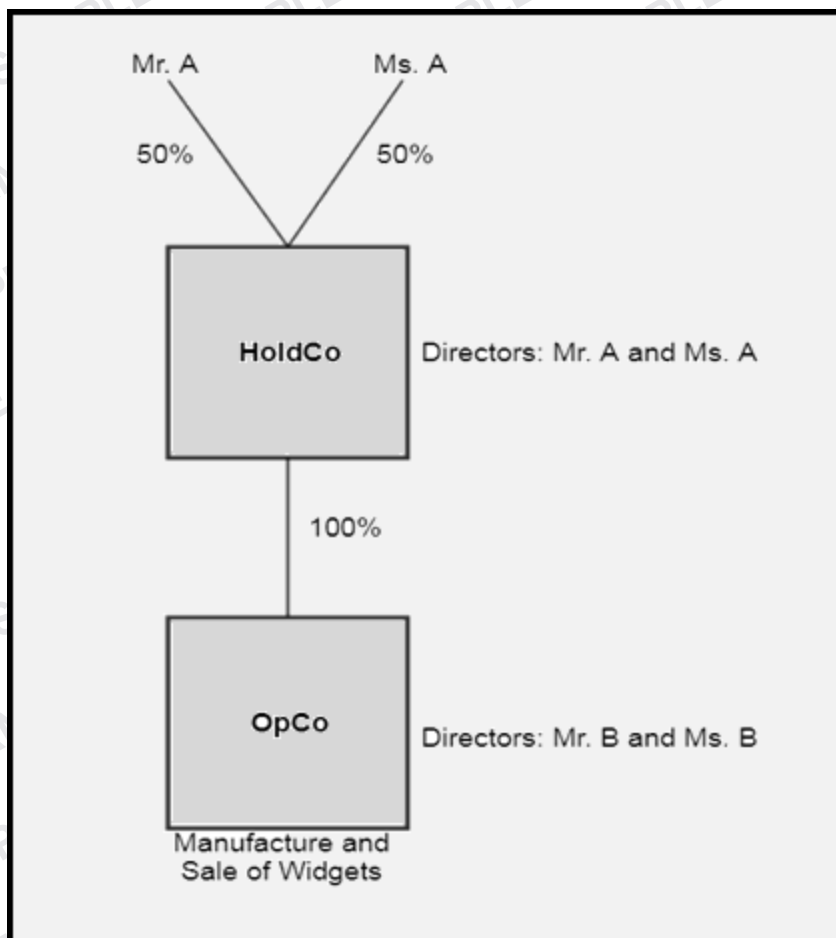 Mr. A
Ms. A
50%
50%
HoldCo
Directors: Mr. A and Ms. A
100%
OpCo
Directors: Mr. B and Ms. B
Manufacture and
Sale of Widgets